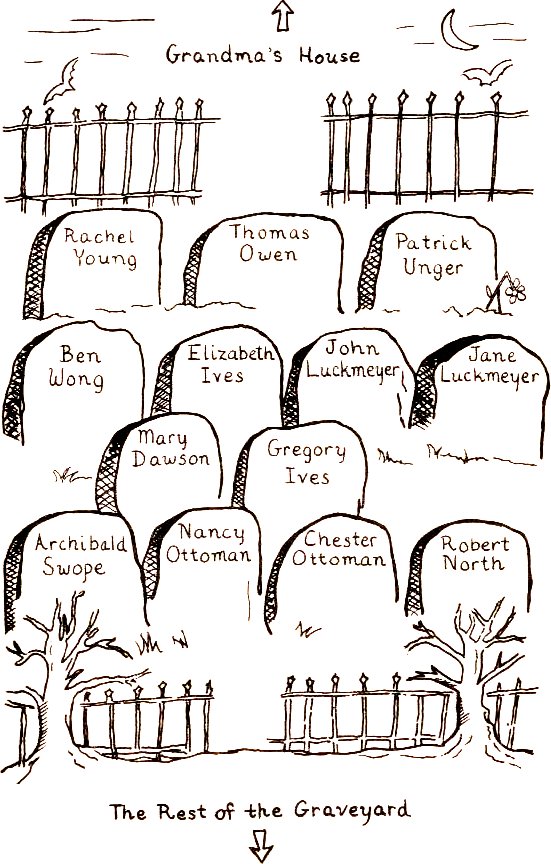 Grandma's House
Rachel
Young
Thomas
Owen
Patrick
Unger
Ben
Wong
Elizabeth
Ives
John
Luckmeyer
Jane
Luckmeyer
Mary
Dawson
Gregory
Ives
Archibald
Swope
Nancy
Ottoman
Chester
Ottoman
Robert
North
The Rest of the Graveyard